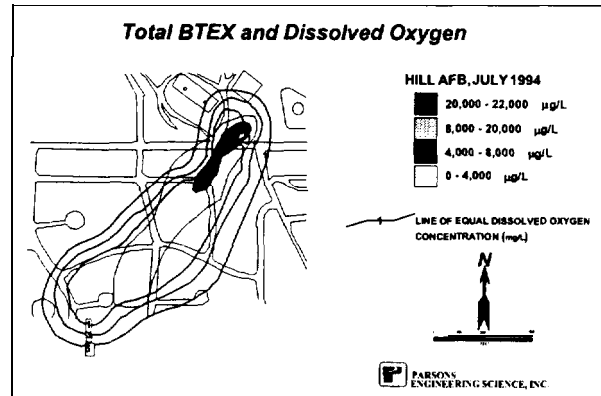 Total BTEX and Dissolved Oxygen
HILL AFB, JULY 1994
20,000 - 22,000 µg/L
8,000 - 20,000 µg/L
4,000 - 8,000 µg/L
0 - 4,000 µg/L
LINE OF EQUAL DISSOLVED OXYGEN
CONCENTRATION (mg/L)
N
PARSONS
ENGINEERING SCIENCE, INC.